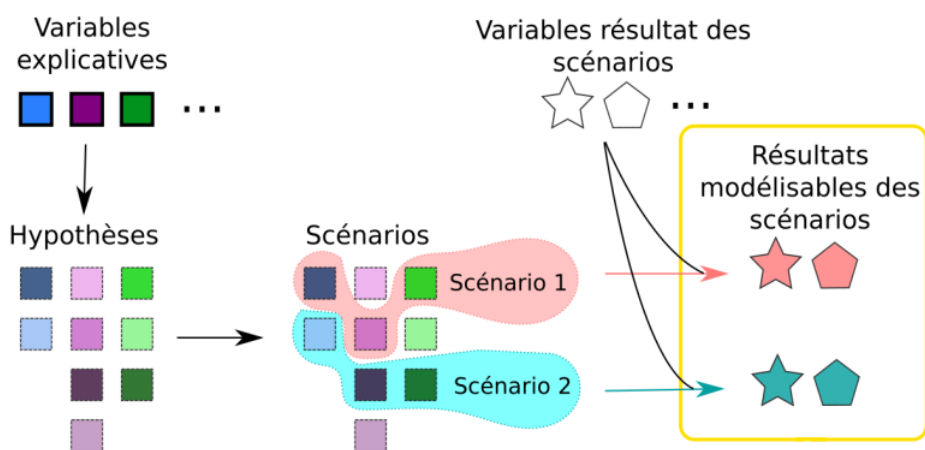 Variables
explicatives
...
Variables résultat des
scénarios
...
Résultats
modélisables des
scénarios
Hypothèses
Scénarios
Scénario 1
Scénario 2